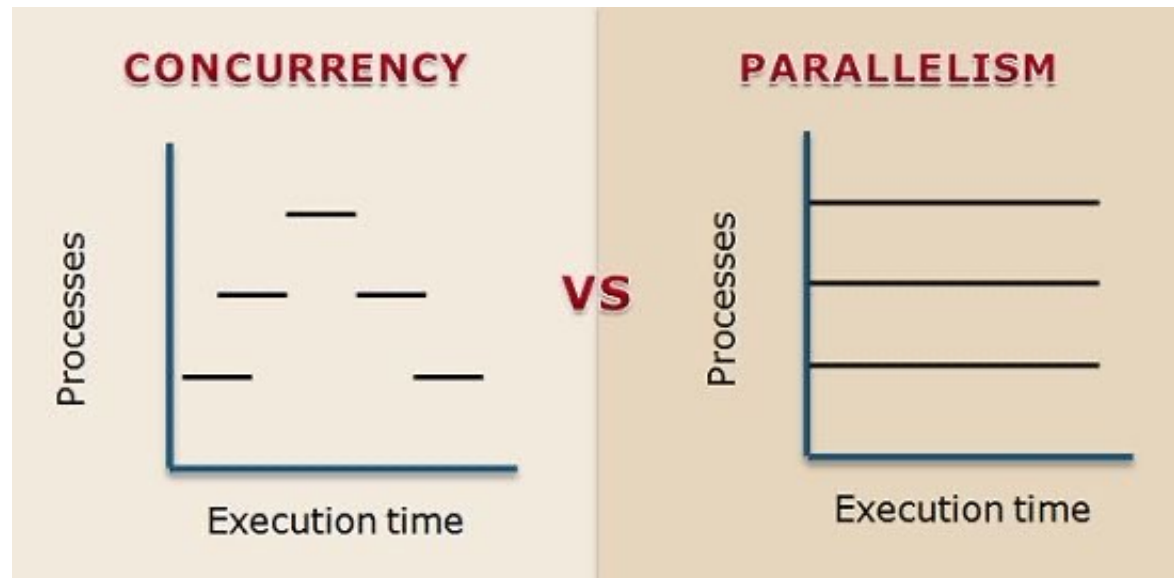 CONCURRENCY
Processes
Execution time
VS
PARALLELISM
Processes
Execution time